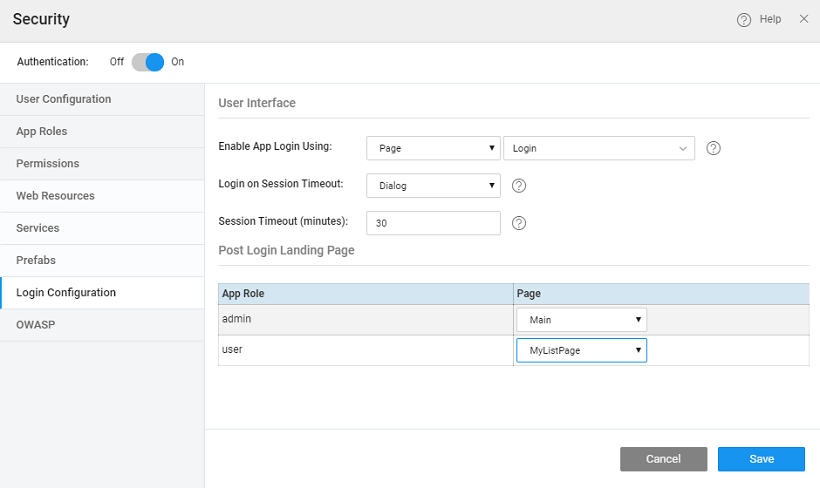 Security
Help
Authentication: Off On
User Configuration
App Roles
Permissions
Web Resources
Services
Prefabs
Login Configuration
OWASP
User Interface
Enable App Login Using: Page Login
Login on Session Timeout: Dialog
Session Timeout (minutes): 30
Post Login Landing Page
App Role Page
admin Main
user MyListPage
Cancel Save